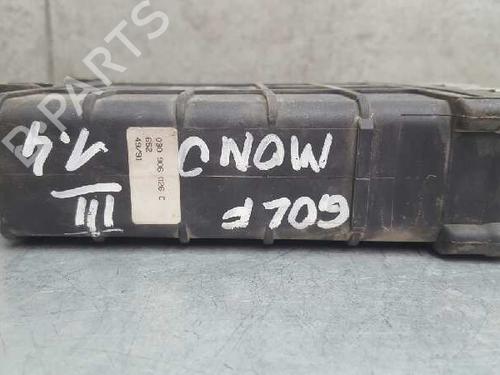 B-PARTS
GOLF III
MONO 1.4
030 906 026 C
652
49/91